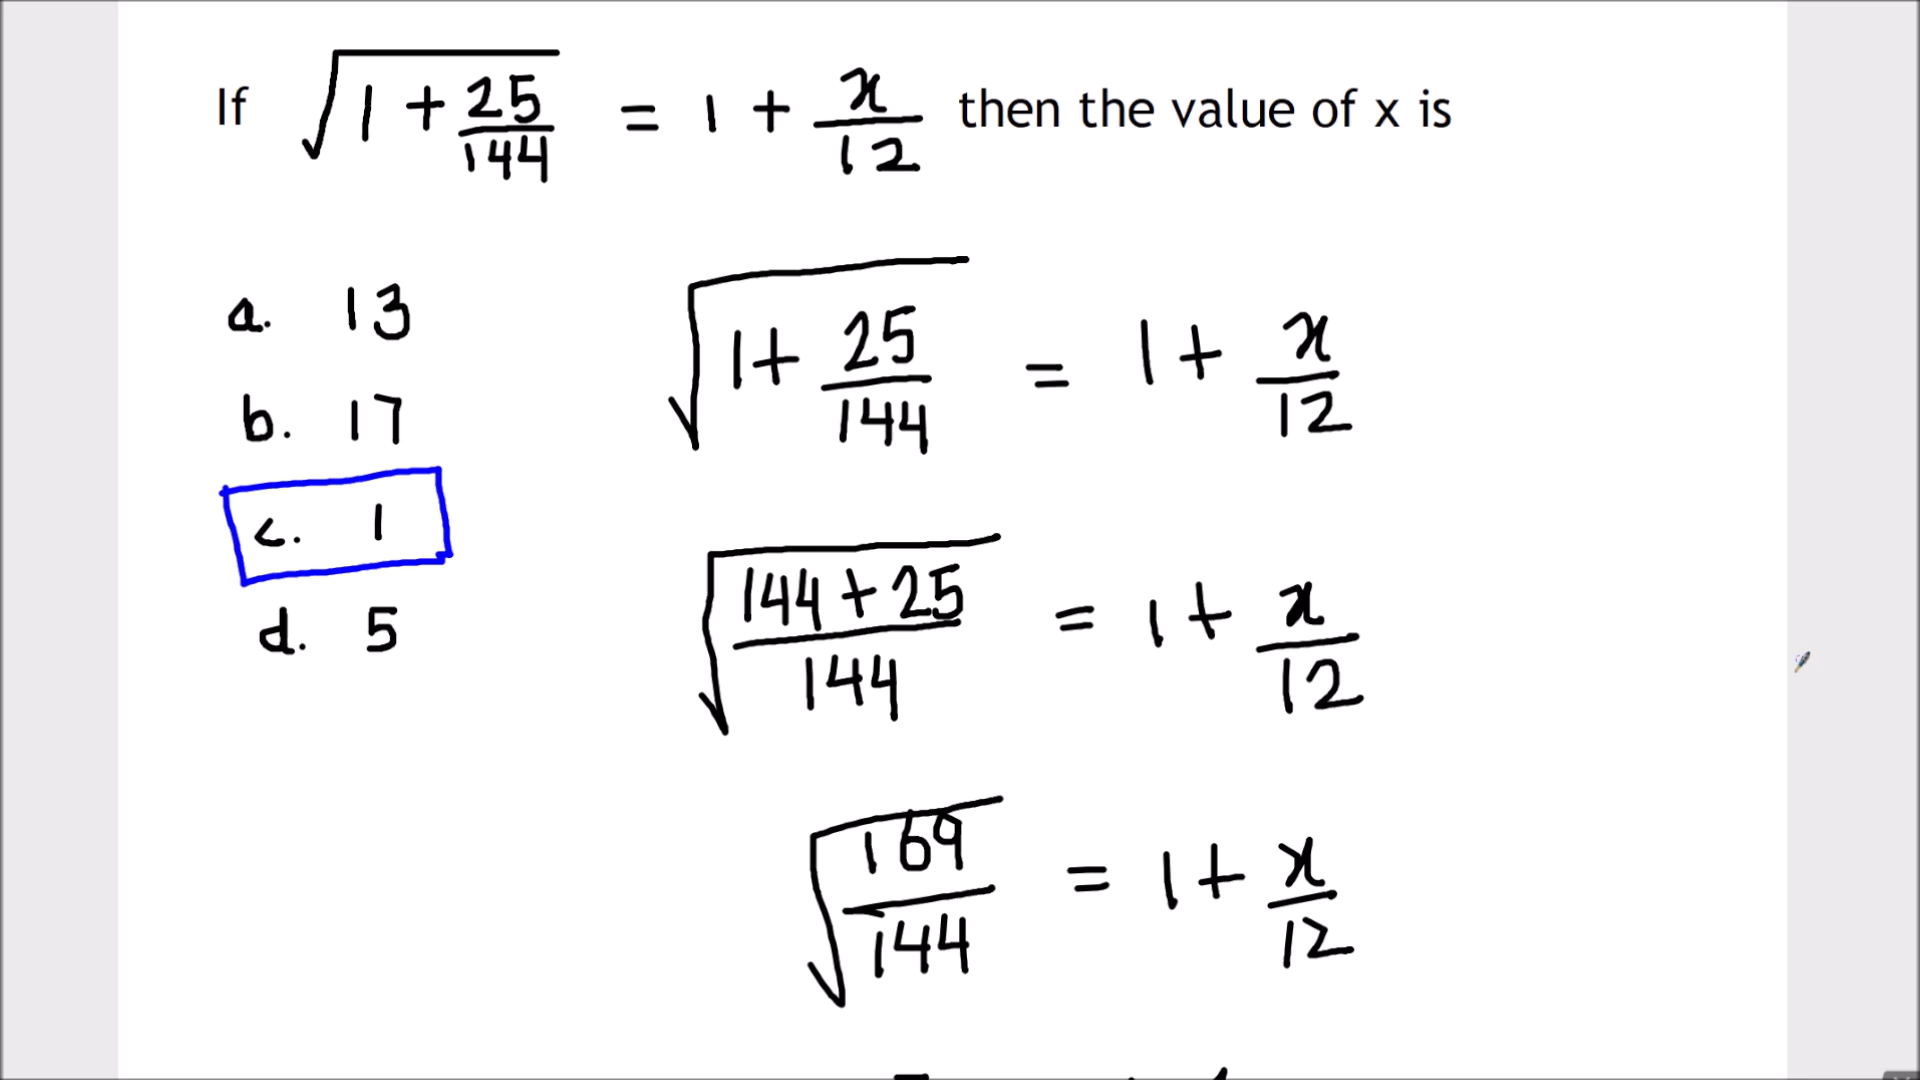 If √(1 + 25/144) = 1 + x/12 then the value of x is
a. 13
b. 17
c. 1
d. 5
√(1 + 25/144) = 1 + x/12
√((144 + 25)/144) = 1 + x/12
√(169/144) = 1 + x/12